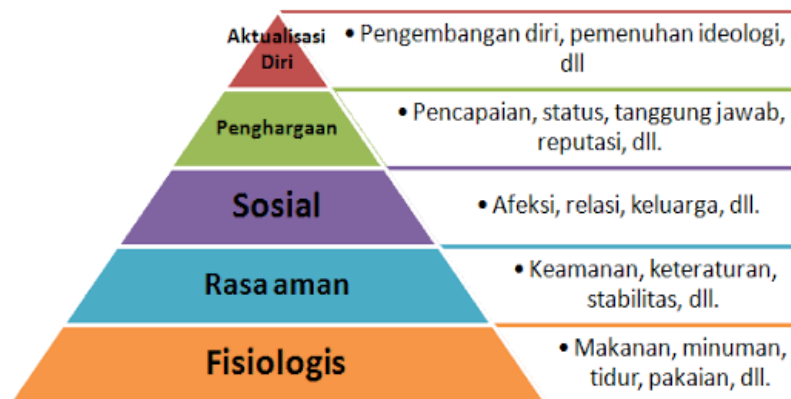 Aktualisasi
Diri
• Pengembangan diri, pemenuhan ideologi,
dll
Penghargaan
• Pencapaian, status, tanggung jawab,
reputasi, dll.
Sosial
• Afeksi, relasi, keluarga, dll.
Rasa aman
• Keamanan, keteraturan,
stabilitas, dll.
Fisiologis
• Makanan, minuman,
tidur, pakaian, dll.